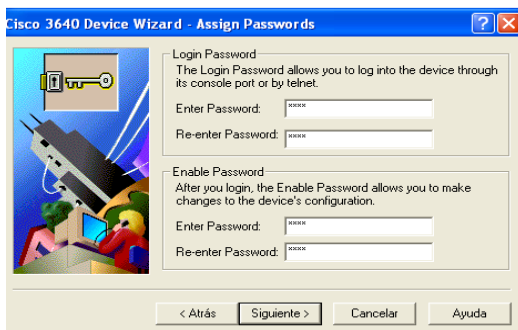 Cisco 3640 Device Wizard - Assign Passwords
Login Password
The Login Password allows you to log into the device through
its console port or by telnet.
Enter Password: ××××
Re-enter Password: ××××
Enable Password
After you login, the Enable Password allows you to make
changes to the device's configuration.
Enter Password: ××××
Re-enter Password: ××××
< Atrás
Siguiente >
Cancelar
Ayuda